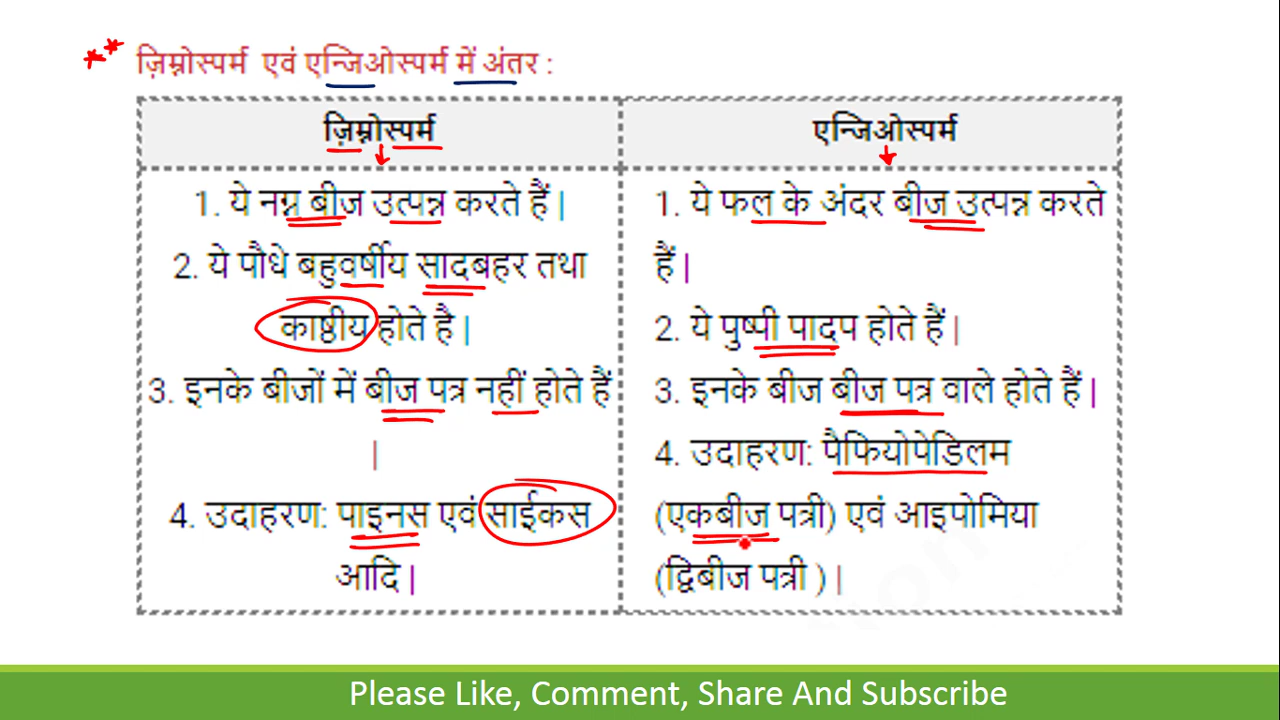 ज़िम्नोस्पर्म एवं एन्जिओस्पर्म में अंतर :
ज़िम्नोस्पर्म
1. ये नग्न बीज उत्पन्न करते हैं |
2. ये पौधे बहुवर्षीय सादबहर तथा
काष्ठीय होते है |
3. इनके बीजों में बीज पत्र नहीं होते हैं
|
4. उदाहरण: पाइनस एवं साईकस
आदि |
एन्जिओस्पर्म
1. ये फल के अंदर बीज उत्पन्न करते
हैं |
2. ये पुष्पी पादप होते हैं |
3. इनके बीज बीज पत्र वाले होते हैं |
4. उदाहरण: पैफियोपेडिलम
(एकबीज पत्री) एवं आइपोमिया
(द्विबीज पत्री ) |
Please Like, Comment, Share And Subscribe